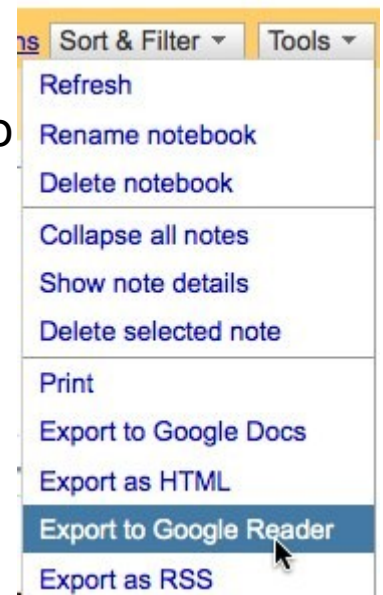 ns Sort & Filter Tools
Refresh
Rename notebook
Delete notebook
Collapse all notes
Show note details
Delete selected note
Print
Export to Google Docs
Export as HTML
Export to Google Reader
Export as RSS